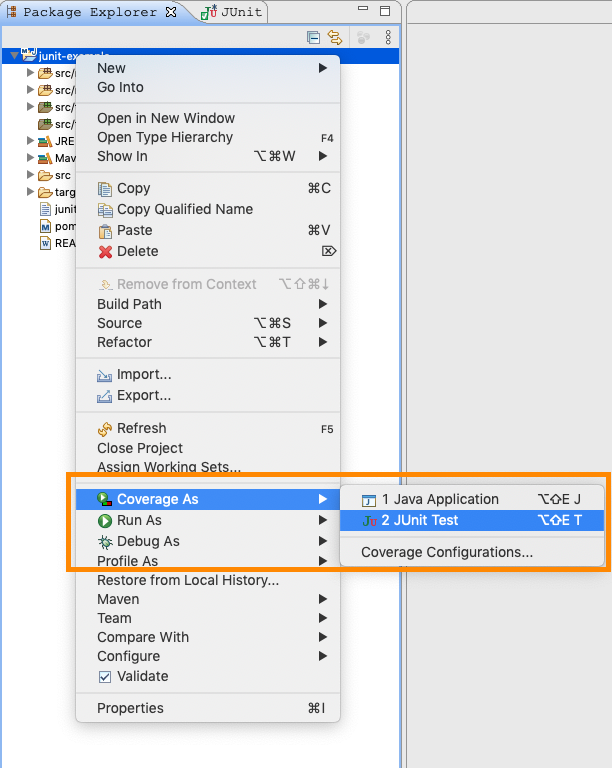 Package Explorer JUnit
junit-example
src/
src/
src/
src/
JRE
Mav
src
targ
junit
pom
REA
New
Go Into
Open in New Window
Open Type Hierarchy F4
Show In ⌥⌘W
Copy ⌘C
Copy Qualified Name
Paste ⌘V
Delete ⌦
Remove from Context ⌥⇧⌘↓
Build Path
Source ⌥⌘S
Refactor ⌥⌘T
Import...
Export...
Refresh F5
Close Project
Assign Working Sets...
Coverage As
Run As
Debug As
Profile As
Restore from Local History...
Maven
Team
Compare With
Configure
Validate
Properties ⌘I
1 Java Application ⌥⇧E J
2 JUnit Test ⌥⇧E T
Coverage Configurations...